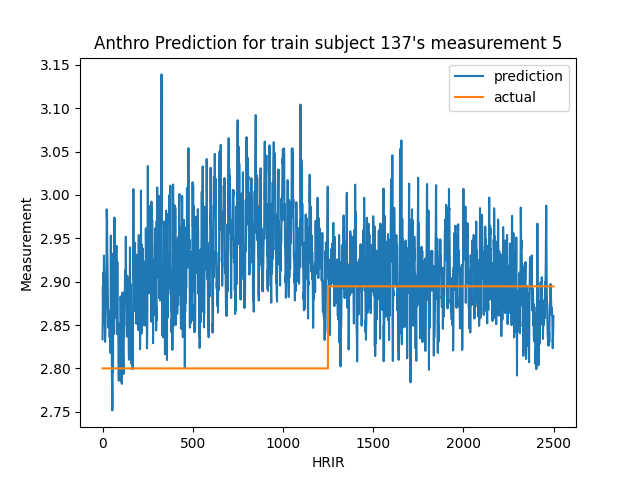 Anthro Prediction for train subject 137's measurement 5
3.15
3.10
3.05
3.00
2.95
2.90
2.85
2.80
2.75
Measurement
prediction
actual
0 500 1000 1500 2000 2500
HRIR